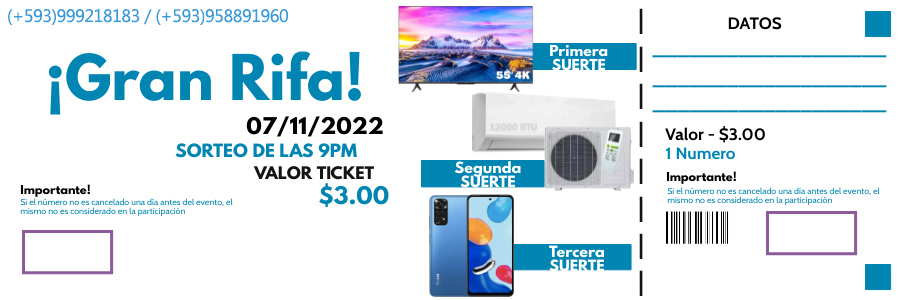 (+593)999218183 / (+593)958891960
¡Gran Rifa!
07/11/2022
SORTEO DE LAS 9PM
VALOR TICKET
$3.00
Importante!
Si el número no es cancelado una día antes del evento, el
mismo no es considerado en la participación
55" 4K
Primera
SUERTE
12000 BTU
Segunda
SUERTE
Tercera
SUERTE
DATOS
Valor - $3.00
1 Numero
Importante!
Si el número no es cancelado una día antes del evento, el
mismo no es considerado en la participación